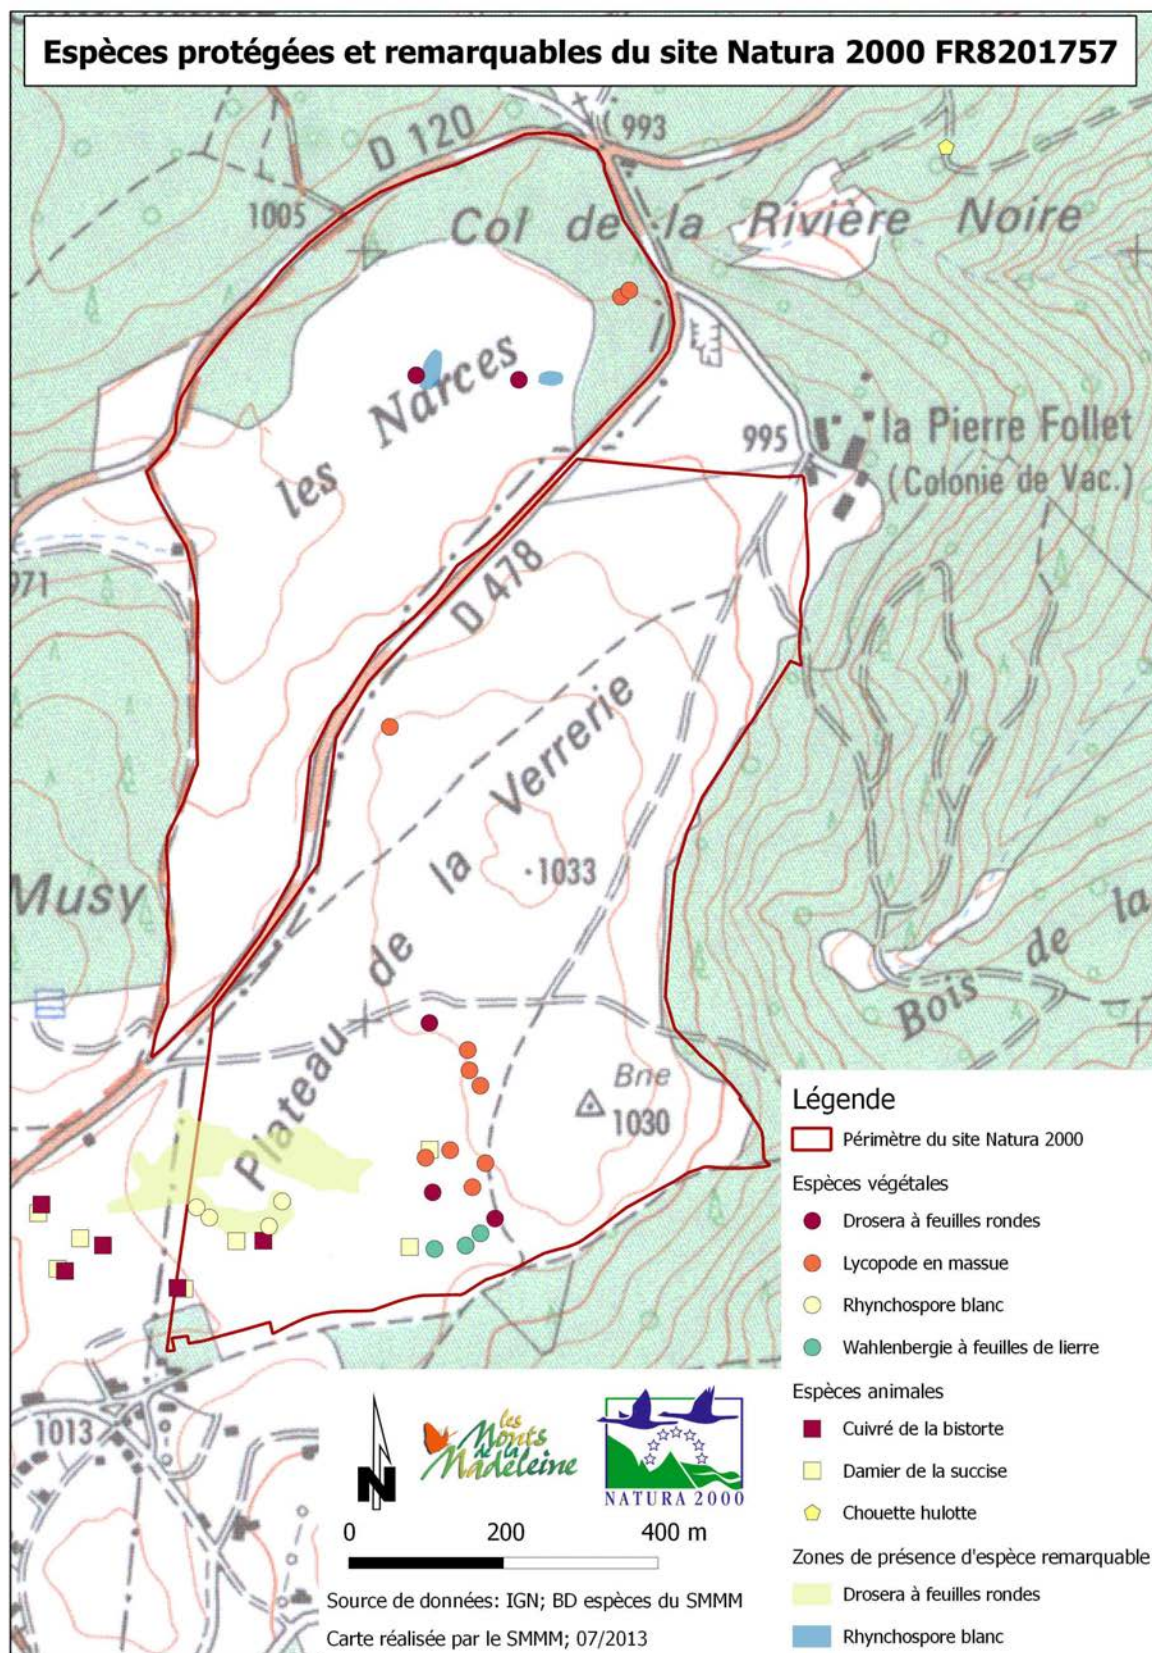 Espèces protégées et remarquables du site Natura 2000 FR8201757
D 120
993
1005
Col de la Rivière Noire
les Narces
995
la Pierre Follet
(Colonie de Vac.)
971
D 478
Plateau de la Verrerie
1033
Musy
Bois de la
Bne
1030
1013
Légende
Périmètre du site Natura 2000
Espèces végétales
Drosera à feuilles rondes
Lycopode en massue
Rhynchospore blanc
Wahlenbergie à feuilles de lierre
Espèces animales
Cuivré de la bistorte
Damier de la succise
Chouette hulotte
Zones de présence d'espèce remarquable
Drosera à feuilles rondes
Rhynchospore blanc
N
les Monts de la Madeleine
NATURA 2000
0 200 400 m
Source de données: IGN; BD espèces du SMMM
Carte réalisée par le SMMM; 07/2013